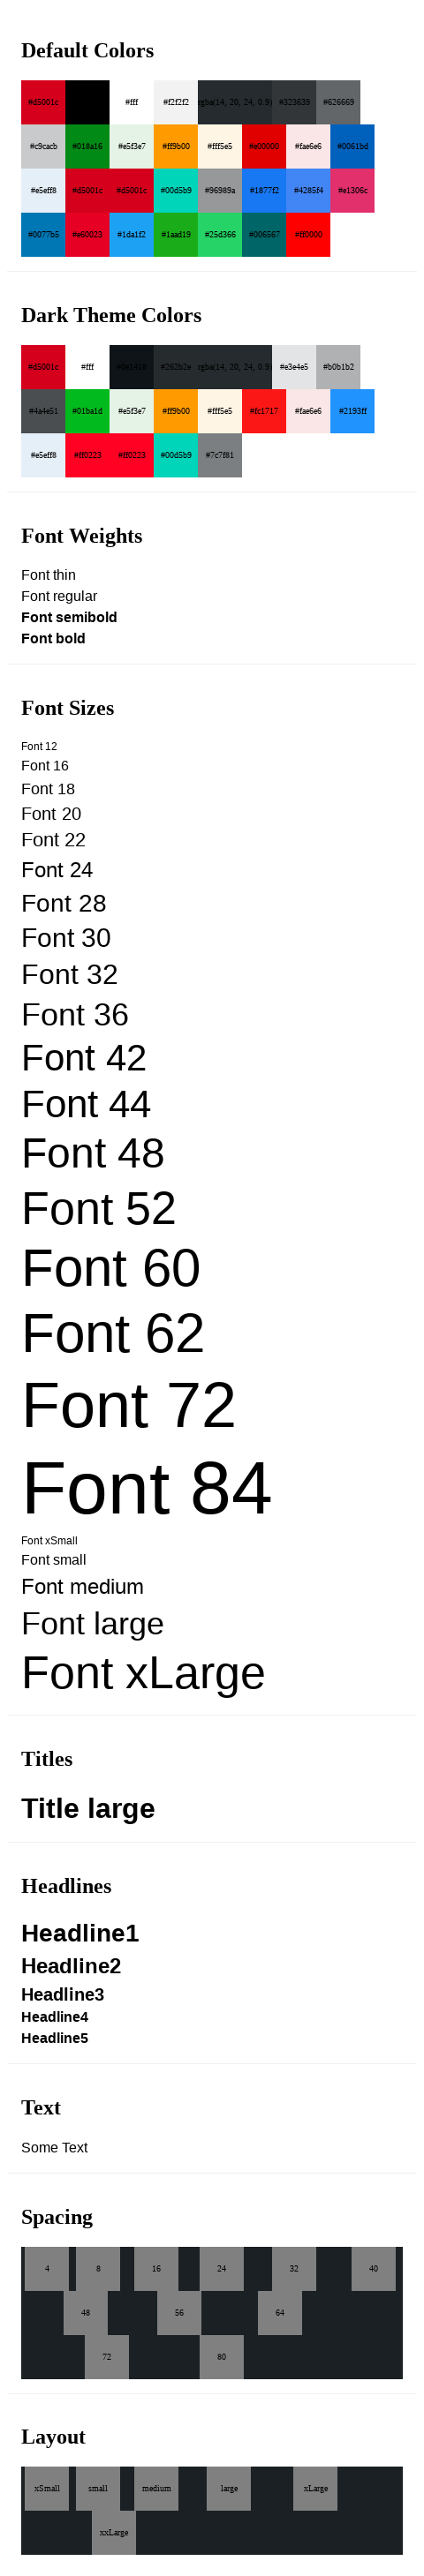 Default Colors
#d5001c #fff #f2f2f2 rgba(14, 20, 24, 0.9) #323639 #626669
#c9cacb #018a16 #e5f3e7 #ff9b00 #fff5e5 #e00000 #fae6e6 #0061bd
#e5eff8 #d5001c #d5001c #00d5b9 #96989a #1877f2 #4285f4 #e1306c
#0077b5 #e60023 #1da1f2 #1aad19 #25d366 #006567 #ff0000
Dark Theme Colors
#d5001c #fff #0e1418 #262b2e rgba(14, 20, 24, 0.9) #e3e4e5 #b0b1b2
#4a4e51 #01ba1d #e5f3e7 #ff9b00 #fff5e5 #fc1717 #fae6e6 #2193ff
#e5eff8 #ff0223 #ff0223 #00d5b9 #7c7f81
Font Weights
Font thin
Font regular
Font semibold
Font bold
Font Sizes
Font 12
Font 16
Font 18
Font 20
Font 22
Font 24
Font 28
Font 30
Font 32
Font 36
Font 42
Font 44
Font 48
Font 52
Font 60
Font 62
Font 72
Font 84
Font xSmall
Font small
Font medium
Font large
Font xLarge
Titles
Title large
Headlines
Headline1
Headline2
Headline3
Headline4
Headline5
Text
Some Text
Spacing
4 8 16 24 32 40
48 56 64
72 80
Layout
xSmall small medium large xLarge
xxLarge